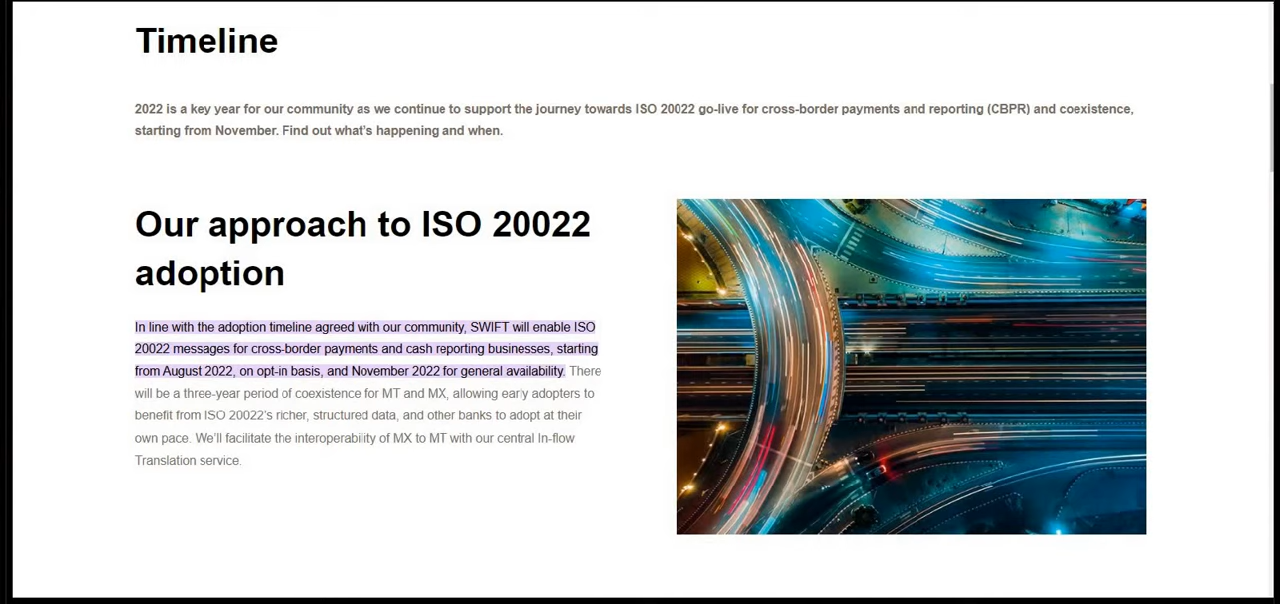 Timeline
2022 is a key year for our community as we continue to support the journey towards ISO 20022 go-live for cross-border payments and reporting (CBPR) and coexistence,
starting from November. Find out what's happening and when.
Our approach to ISO 20022
adoption
In line with the adoption timeline agreed with our community, SWIFT will enable ISO
20022 messages for cross-border payments and cash reporting businesses, starting
from August 2022, on opt-in basis, and November 2022 for general availability. There
will be a three-year period of coexistence for MT and MX, allowing early adopters to
benefit from ISO 20022's richer, structured data, and other banks to adopt at their
own pace. We'll facilitate the interoperability of MX to MT with our central In-flow
Translation service.